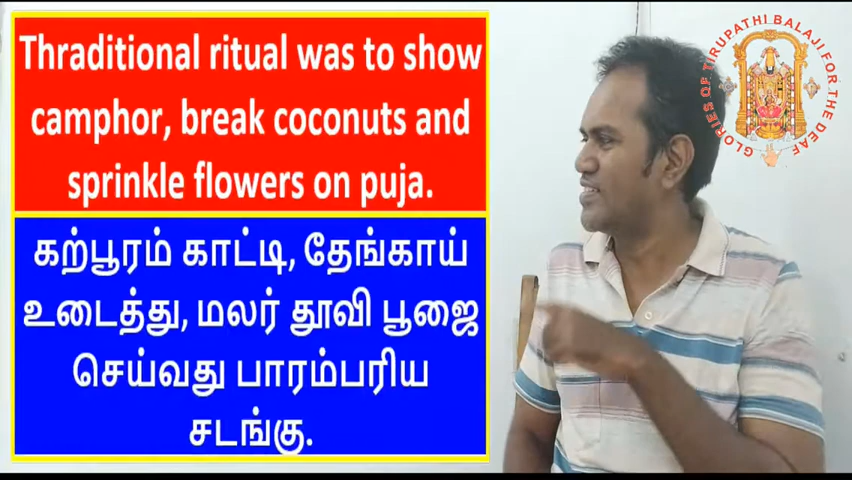 Thraditional ritual was to show
camphor, break coconuts and
sprinkle flowers on puja.
கற்பூரம் காட்டி, தேங்காய்
உடைத்து, மலர் தூவி பூஜை
செய்வது பாரம்பரிய
சடங்கு.
GLORIES OF TIRUPATHI BALAJI FOR THE DEAF